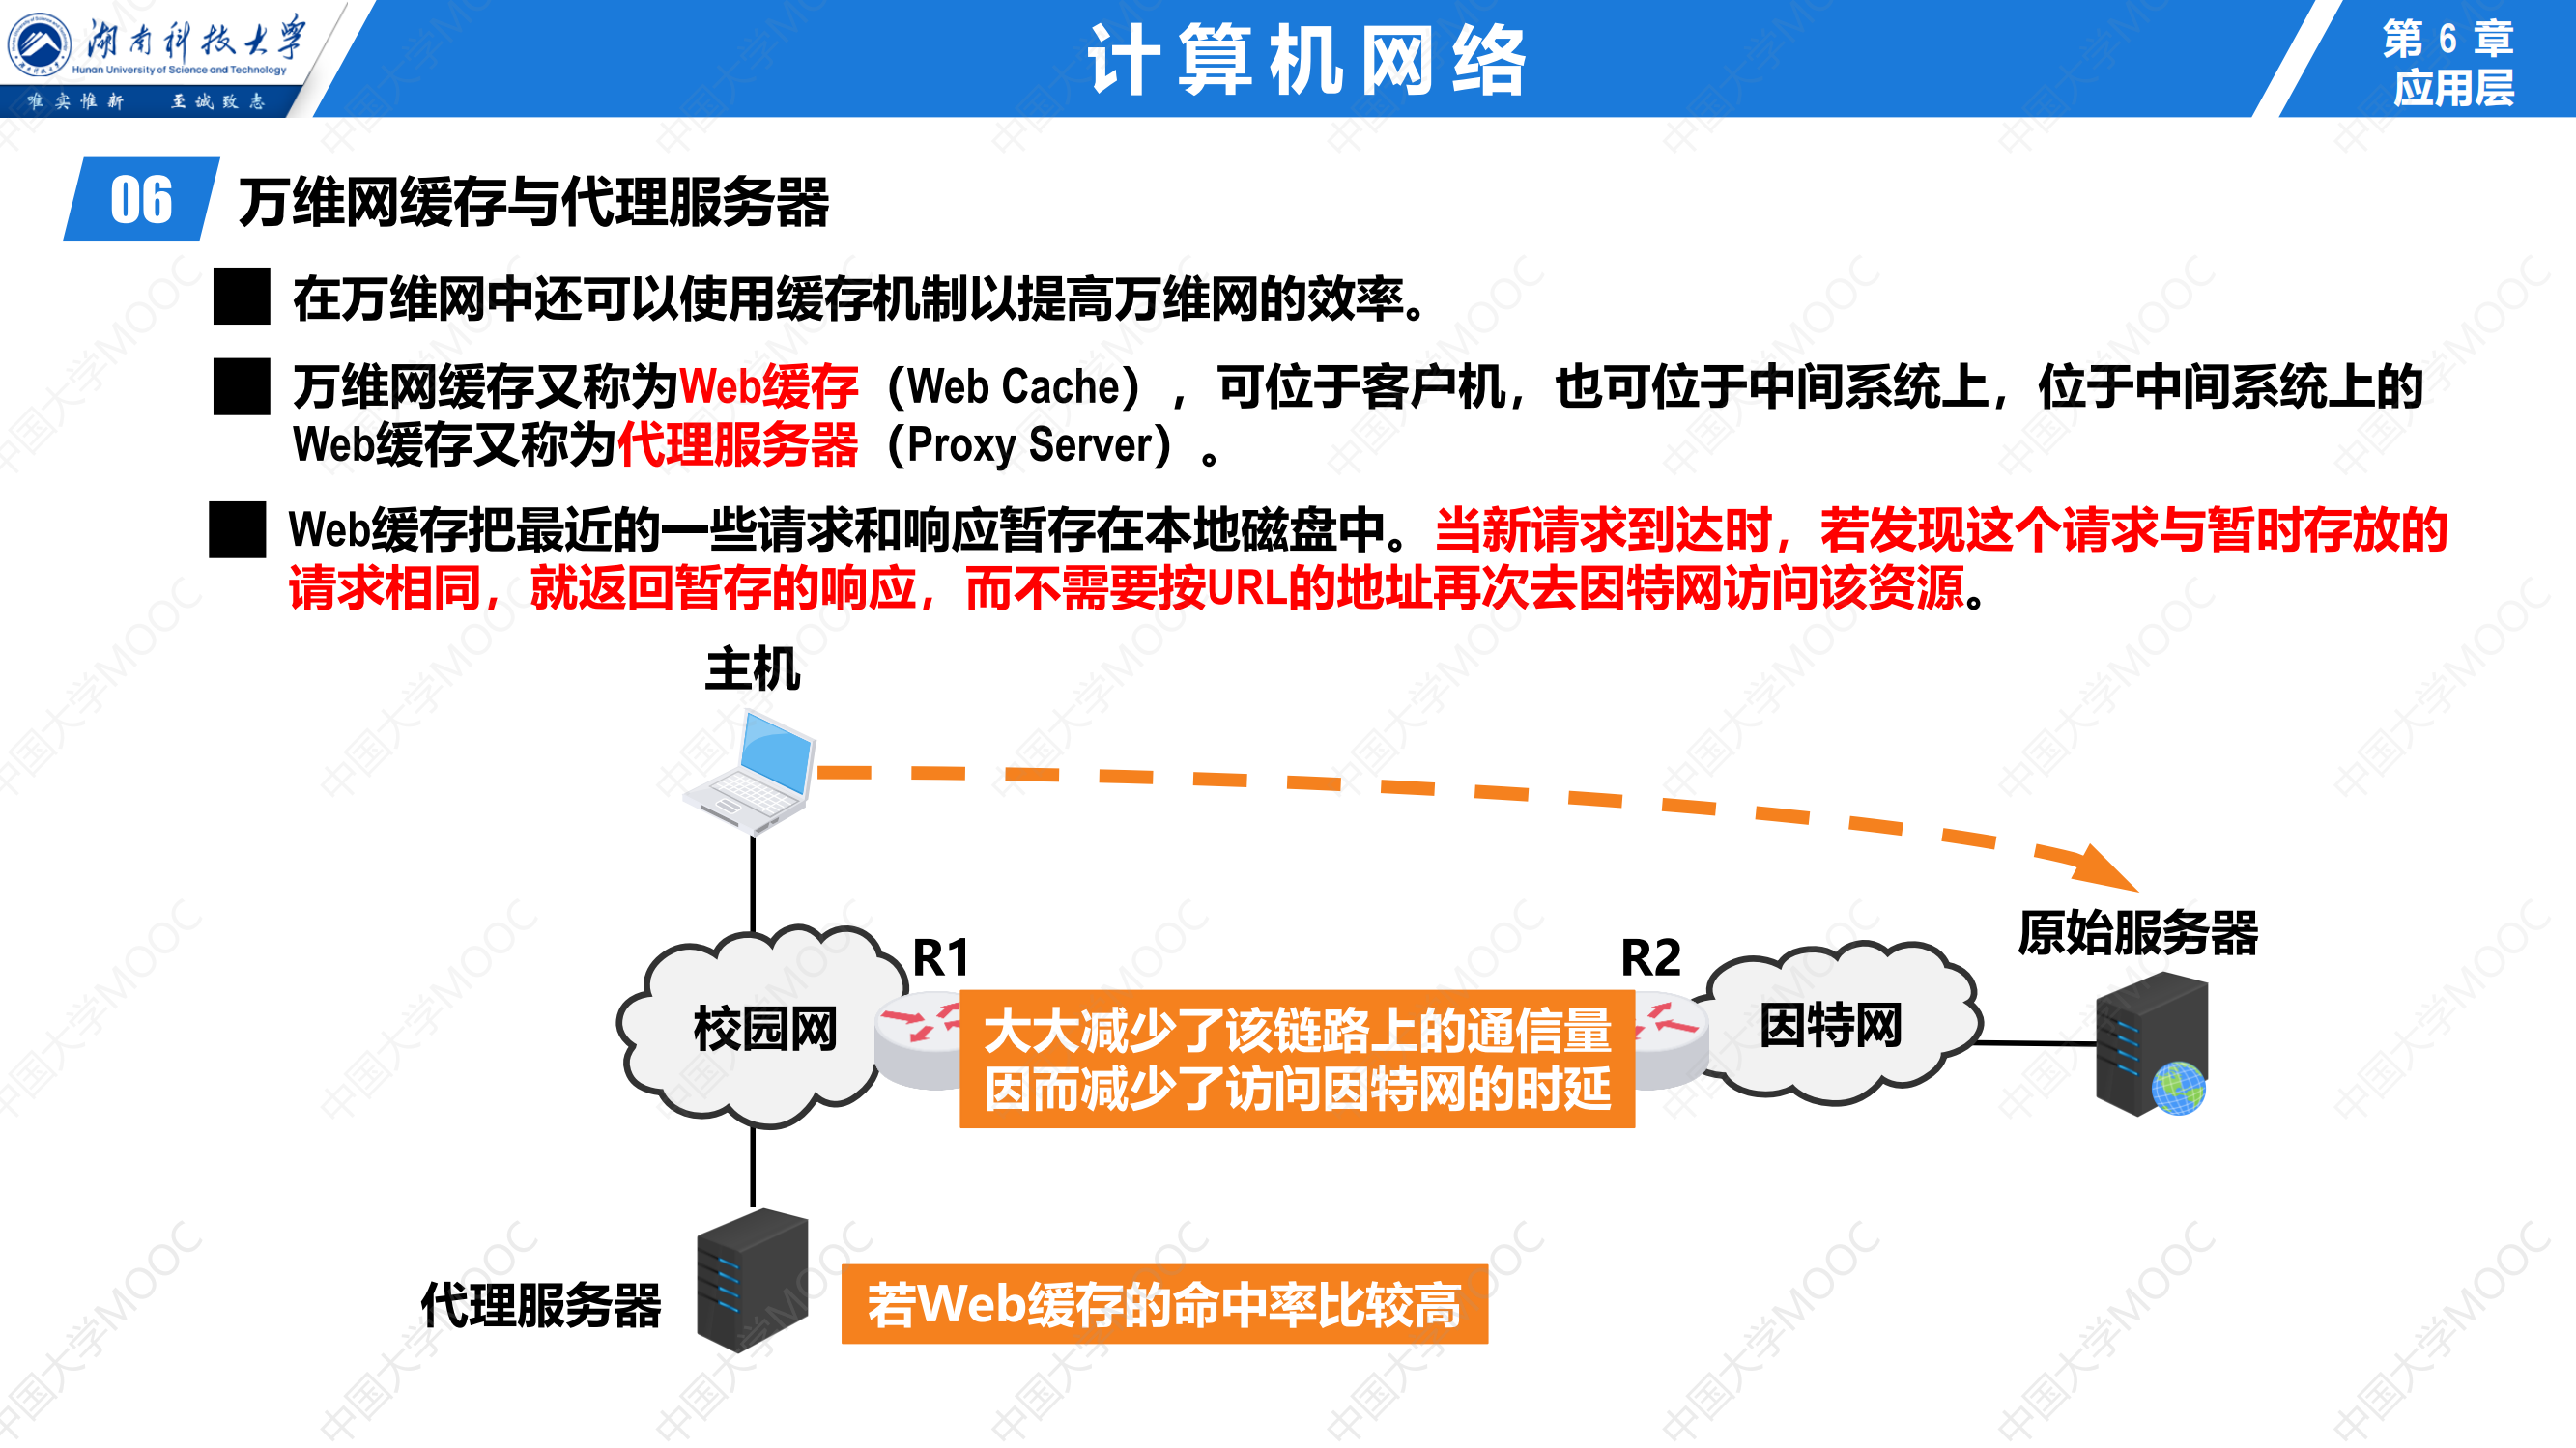 湖南科技大学
Hunan University of Science and Technology
唯实惟新 至诚致志
计算机网络
第 6 章
应用层
06
万维网缓存与代理服务器
在万维网中还可以使用缓存机制以提高万维网的效率。
万维网缓存又称为Web缓存（Web Cache），可位于客户机，也可位于中间系统上，位于中间系统上的
Web缓存又称为代理服务器（Proxy Server）。
Web缓存把最近的一些请求和响应暂存在本地磁盘中。当新请求到达时，若发现这个请求与暂时存放的
请求相同，就返回暂存的响应，而不需要按URL的地址再次去因特网访问该资源。
主机
原始服务器
R1
R2
校园网
大大减少了该链路上的通信量
因而减少了访问因特网的时延
因特网
代理服务器
若Web缓存的命中率比较高
中国大学MOOC